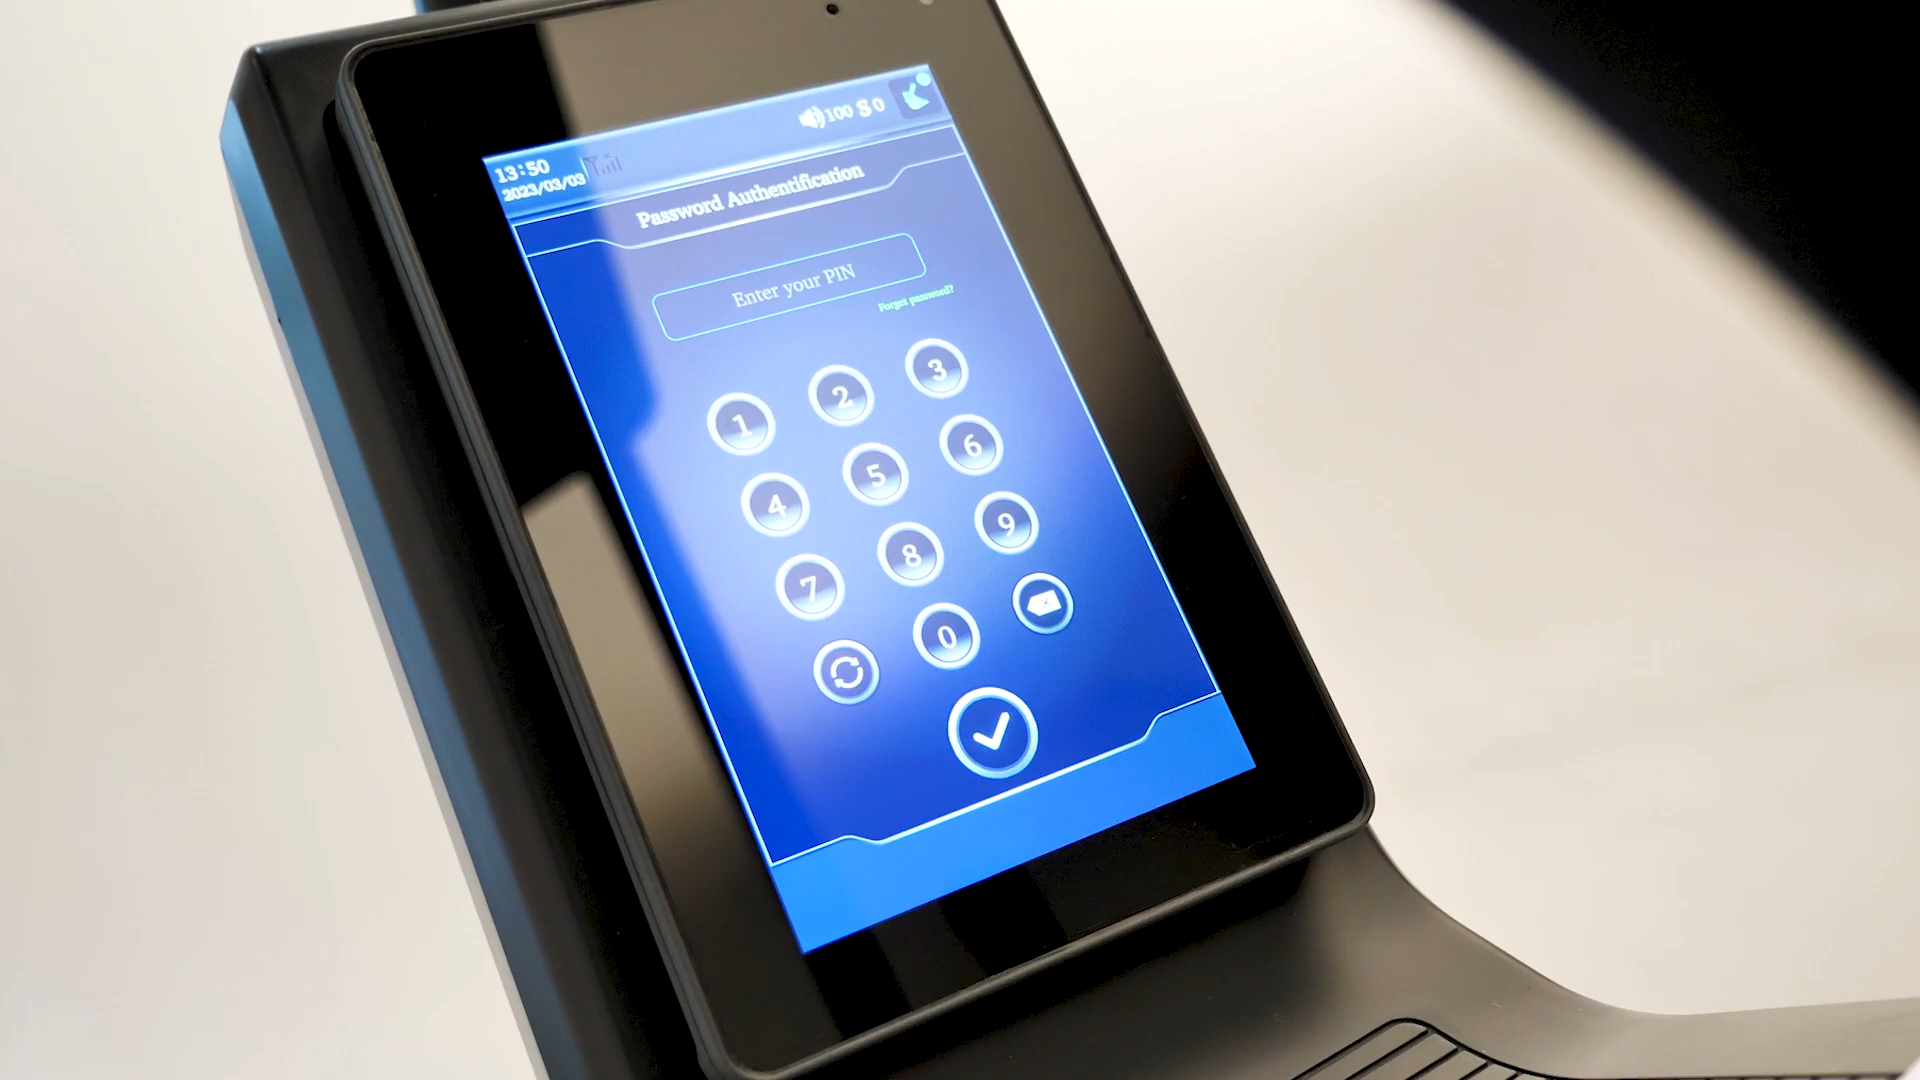 100 S 0
13:50
2023/03/03
Password Authentification
Enter your PIN
Forget password?
1 2 3
4 5 6
7 8 9
0